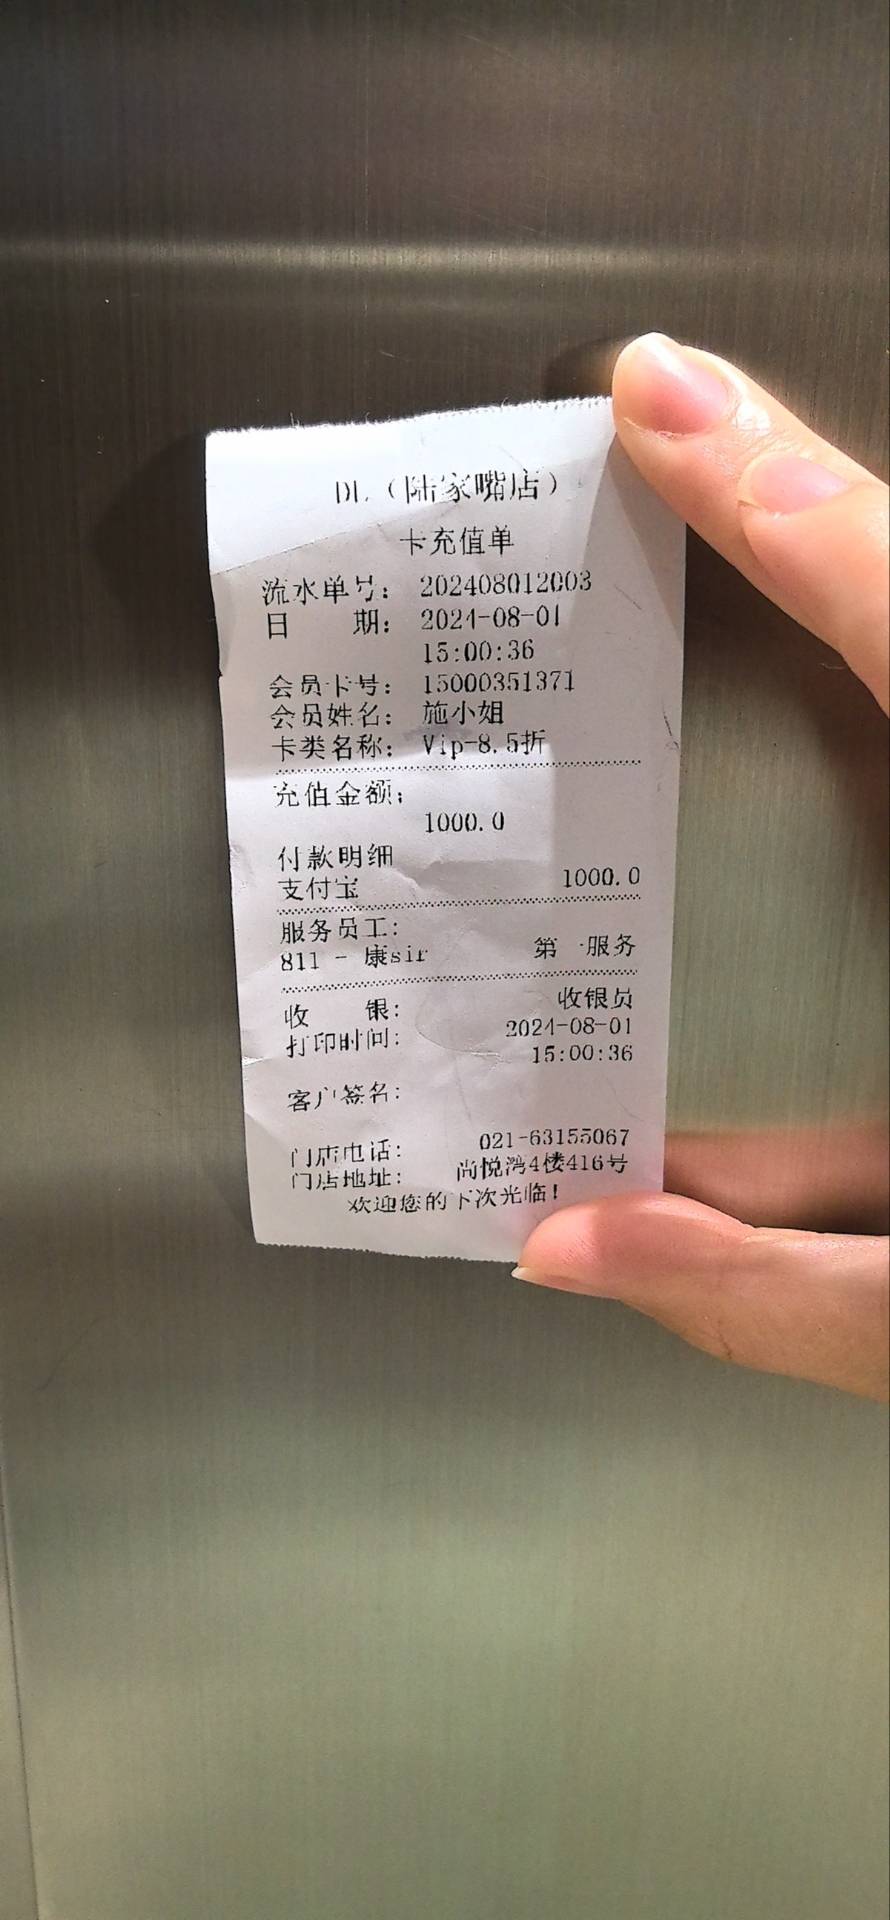 DL（陆家嘴店）
卡充值单
流水单号： 202408012003
日　　期： 2024-08-01
15:00:36
会员卡号： 15000351371
会员姓名： 施小姐
卡类名称： Vip-8.5折
充值金额：
1000.0
付款明细
支付宝 1000.0
服务员工：
811 - 康sir 第一服务
收　　银： 收银员
打印时间： 2024-08-01
15:00:36
客户签名：
门店电话： 021-63155067
门店地址： 尚悦湾4楼416号
欢迎您的下次光临！